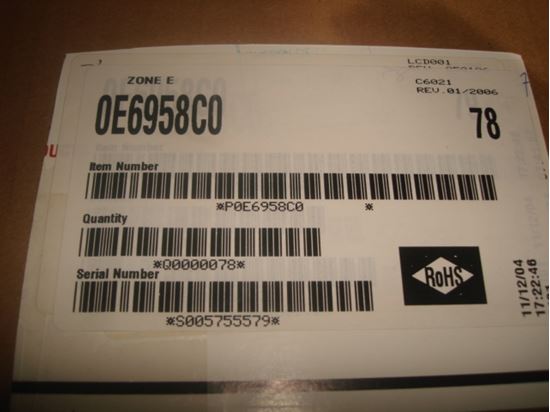 LCD001
ZONE E
C6021
REV.01/2006
0E6958C0
78
Item Number
*P0E6958C0 *
Quantity
*Q0000078*
Serial Number
*S005755579*
RoHS
11/12/04
17:22:46